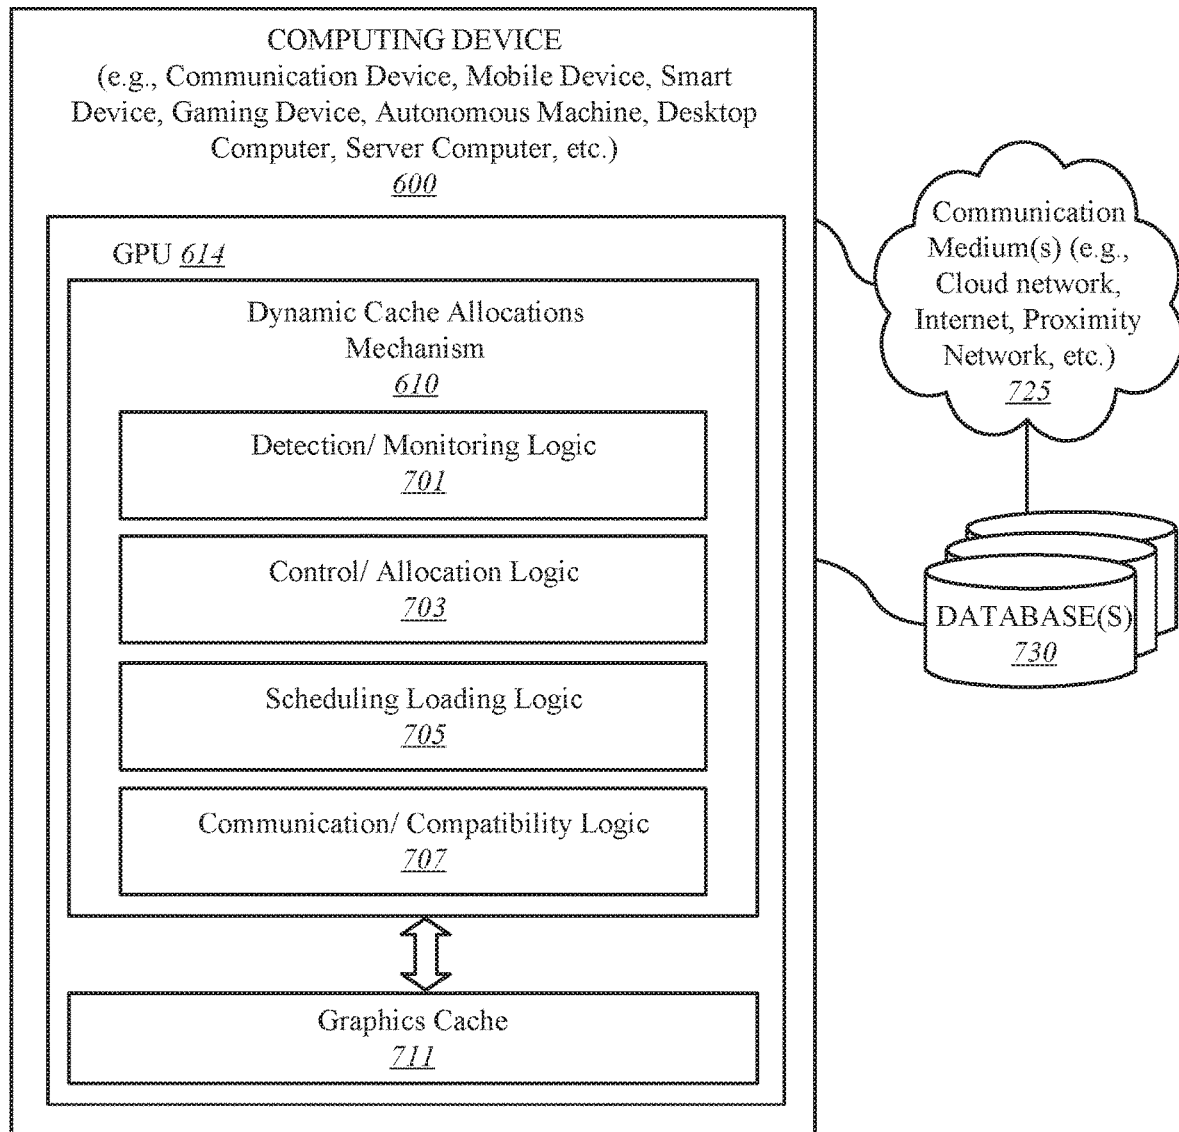 COMPUTING DEVICE
(e.g., Communication Device, Mobile Device, Smart
Device, Gaming Device, Autonomous Machine, Desktop
Computer, Server Computer, etc.)
600
GPU 614
Dynamic Cache Allocations
Mechanism
610
Detection/ Monitoring Logic
701
Control/ Allocation Logic
703
Scheduling Loading Logic
705
Communication/ Compatibility Logic
707
Graphics Cache
711
Communication
Medium(s) (e.g.,
Cloud network,
Internet, Proximity
Network, etc.)
725
DATABASE(S)
730